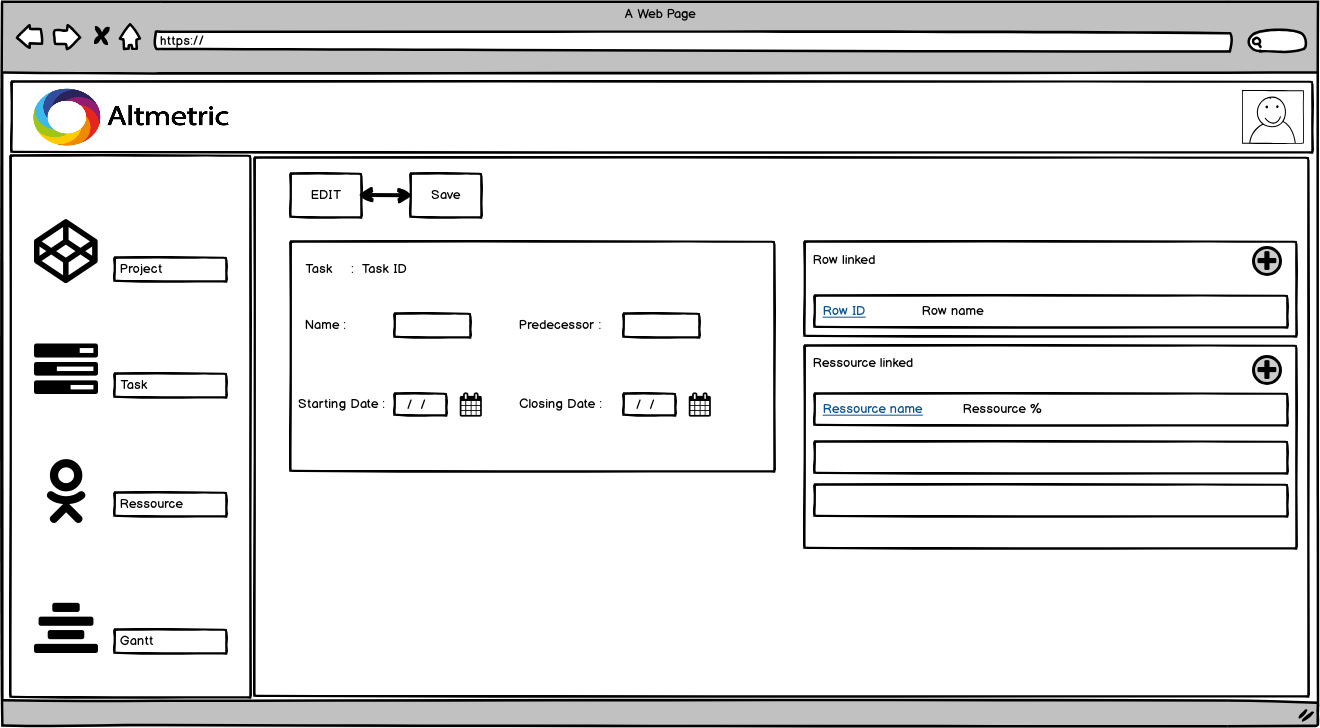 A Web Page
https://
Altmetric
EDIT
Save
Project
Task
Ressource
Gantt
Task : Task ID
Name :
Predecessor :
Starting Date : / /
Closing Date : / /
Row linked
Row ID Row name
Ressource linked
Ressource name Ressource %